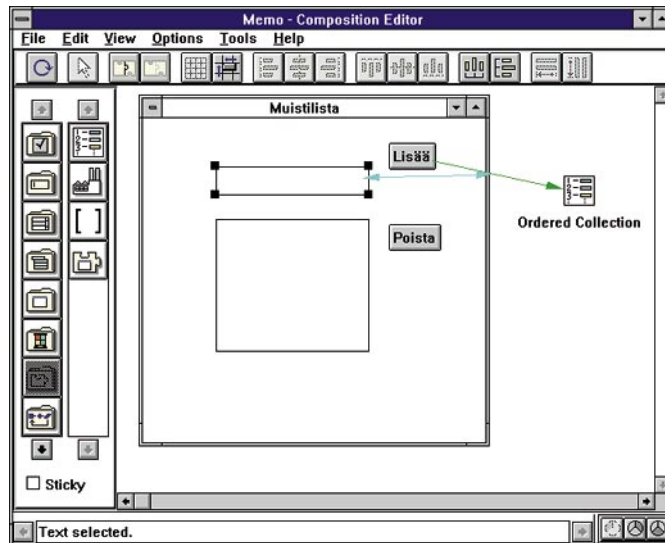 Memo - Composition Editor
File Edit View Options Tools Help
Muistilista
Lisää
Ordered Collection
Poista
Sticky
Text selected.